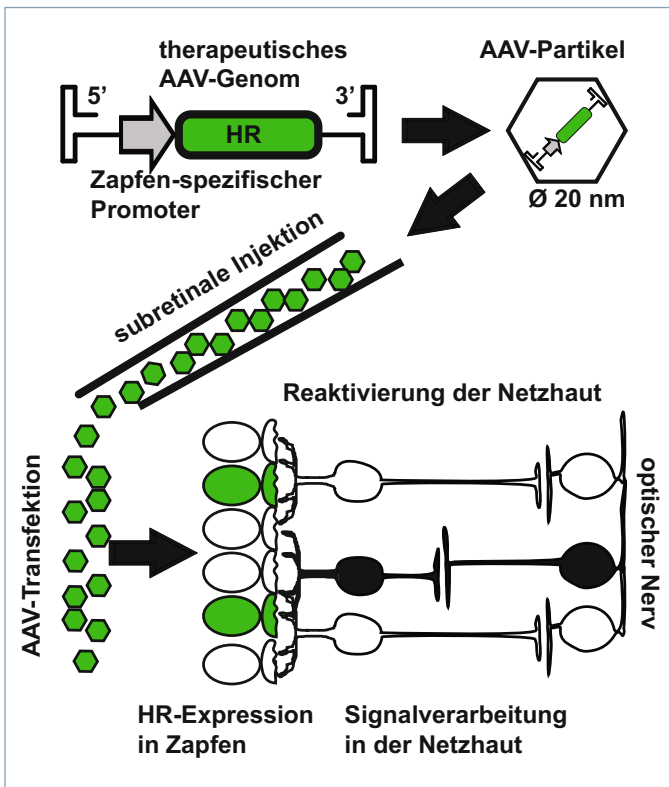 therapeutisches
AAV-Genom
5’
3’
HR
Zapfen-spezifischer
Promoter
AAV-Partikel
Ø 20 nm
subretinale Injektion
Reaktivierung der Netzhaut
AAV-Transfektion
optischer Nerv
HR-Expression
in Zapfen
Signalverarbeitung
in der Netzhaut